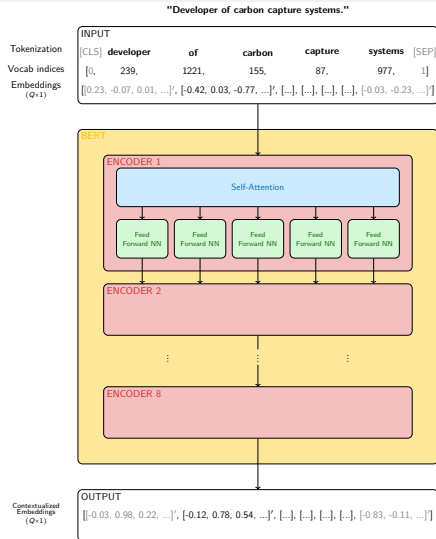 "Developer of carbon capture systems."
INPUT
Tokenization [CLS] developer of carbon capture systems [SEP]
Vocab indices [0, 239, 1221, 155, 87, 977, 1]
Embeddings [[0.23, -0.07, 0.01, ...]′, [-0.42, 0.03, -0.77, ...]′, [...], [...], [...], [...], [-0.03, -0.23, ...]′]
(Q×1)
BERT
ENCODER 1
Self-Attention
Feed Feed Feed Feed Feed
Forward NN Forward NN Forward NN Forward NN Forward NN
ENCODER 2
⋮ ⋮ ⋮
ENCODER 8
OUTPUT
Contextualized
Embeddings [[-0.03, 0.98, 0.22, ...]′, [-0.12, 0.78, 0.54, ...]′, [...], [...], [...], [...], [-0.83, -0.11, ...]′]
(Q×1)